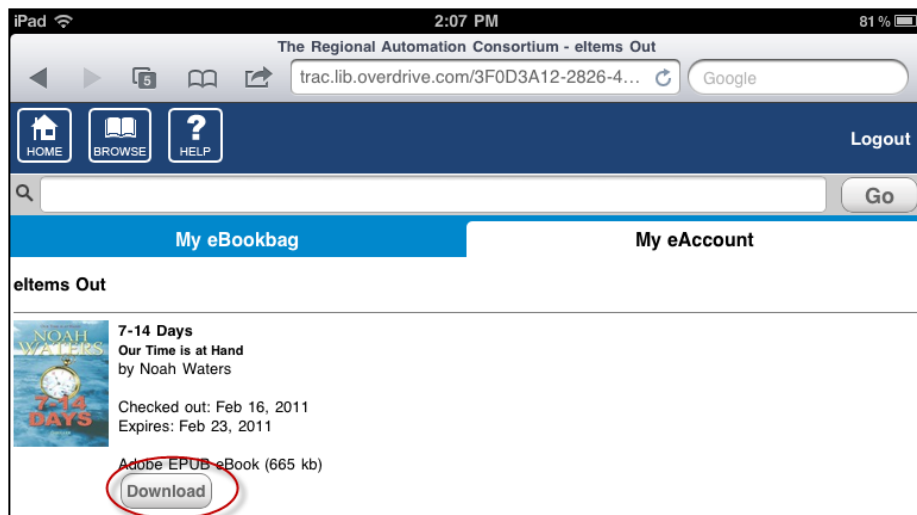 iPad 2:07 PM 81%
The Regional Automation Consortium - eItems Out
5 trac.lib.overdrive.com/3F0D3A12-2826-4... Google
HOME BROWSE ? HELP Logout
Go
My eBookbag My eAccount
eItems Out
NOAH
WATERS
7-14
DAYS
7-14 Days
Our Time is at Hand
by Noah Waters
Checked out: Feb 16, 2011
Expires: Feb 23, 2011
Adobe EPUB eBook (665 kb)
Download